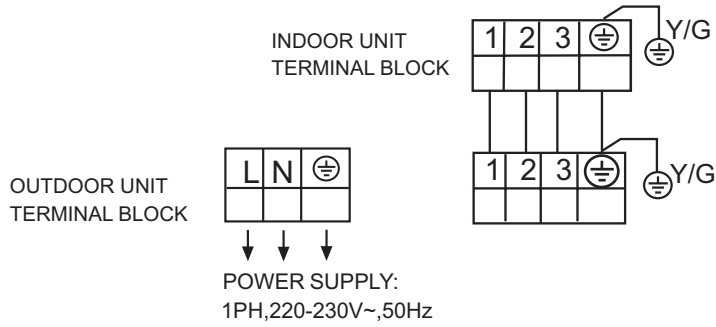 INDOOR UNIT
TERMINAL BLOCK
1 2 3
Y/G
OUTDOOR UNIT
TERMINAL BLOCK
L N
1 2 3
Y/G
POWER SUPPLY:
1PH,220-230V~,50Hz